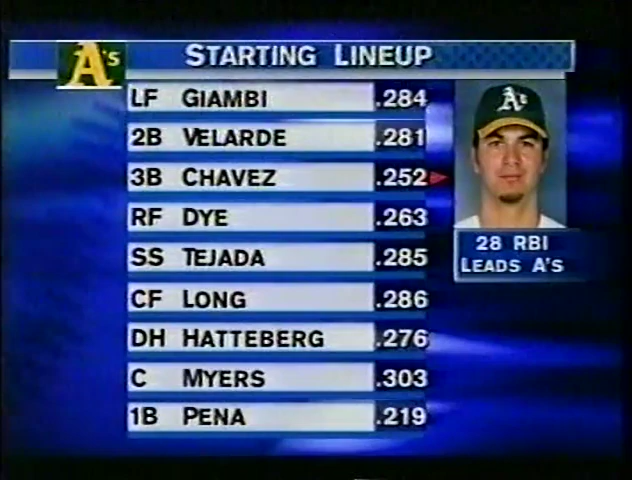 A's STARTING LINEUP
LF GIAMBI .284
2B VELARDE .281
3B CHAVEZ .252
RF DYE .263
SS TEJADA .285
CF LONG .286
DH HATTEBERG .276
C MYERS .303
1B PENA .219
A's
28 RBI
LEADS A'S